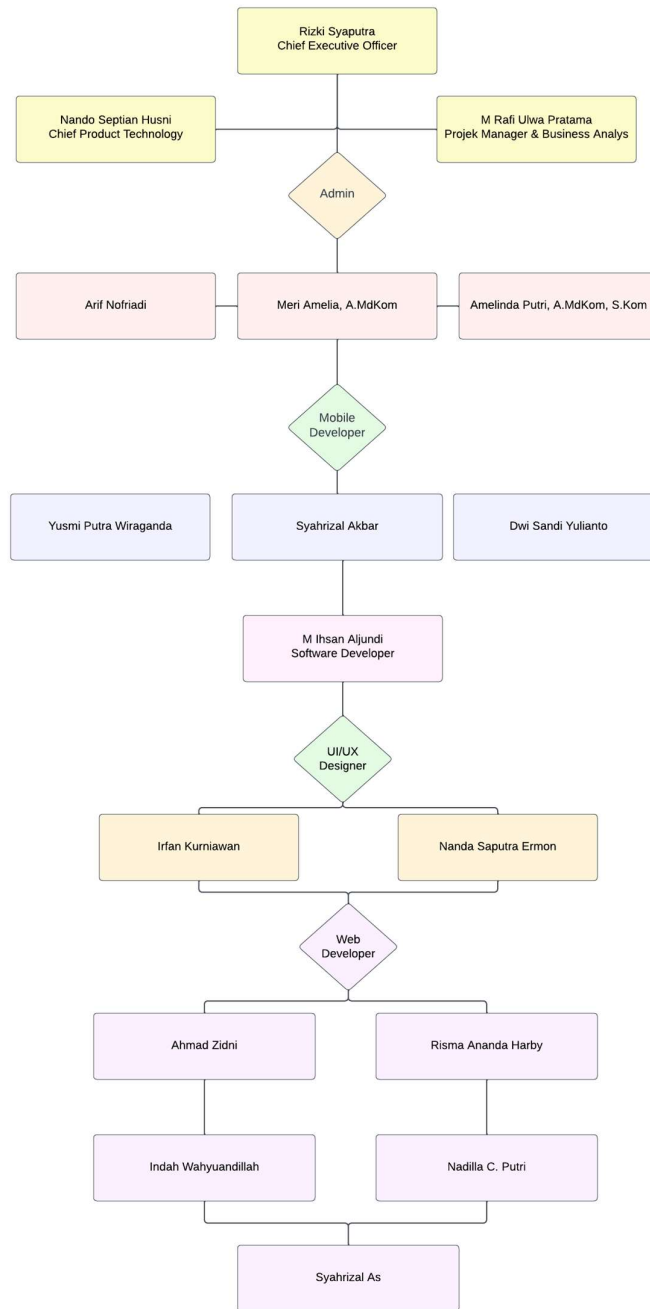 Rizki Syaputra
Chief Executive Officer
Nando Septian Husni
Chief Product Technology
M Rafi Ulwa Pratama
Projek Manager & Business Analys
Admin
Arif Nofriadi
Meri Amelia, A.MdKom
Amelinda Putri, A.MdKom, S.Kom
Mobile
Developer
Yusmi Putra Wiraganda
Syahrizal Akbar
Dwi Sandi Yulianto
M Ihsan Aljundi
Software Developer
UI/UX
Designer
Irfan Kurniawan
Nanda Saputra Ermon
Web
Developer
Ahmad Zidni
Risma Ananda Harby
Indah Wahyuandillah
Nadilla C. Putri
Syahrizal As